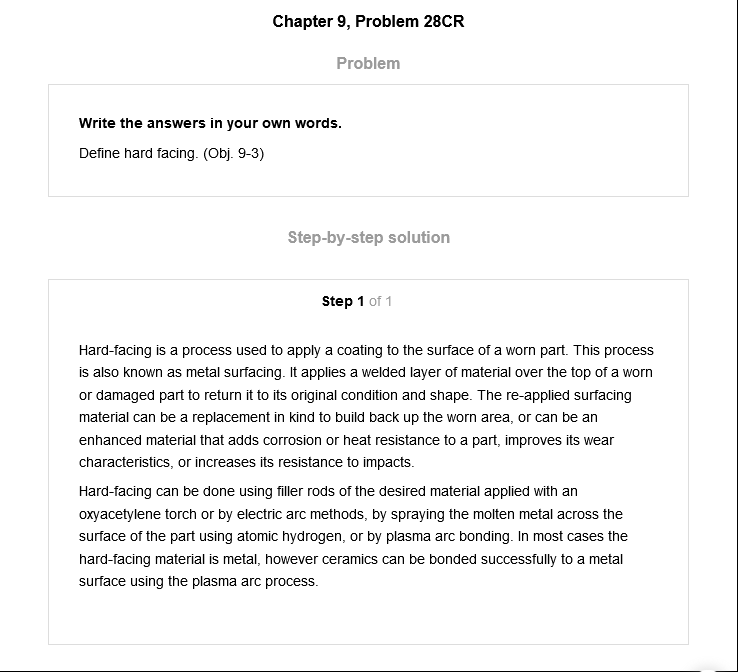 Chapter 9, Problem 28CR
Problem
Write the answers in your own words.
Define hard facing. (Obj. 9-3)
Step-by-step solution
Step 1 of 1
Hard-facing is a process used to apply a coating to the surface of a worn part. This process
is also known as metal surfacing. It applies a welded layer of material over the top of a worn
or damaged part to return it to its original condition and shape. The re-applied surfacing
material can be a replacement in kind to build back up the worn area, or can be an
enhanced material that adds corrosion or heat resistance to a part, improves its wear
characteristics, or increases its resistance to impacts.
Hard-facing can be done using filler rods of the desired material applied with an
oxyacetylene torch or by electric arc methods, by spraying the molten metal across the
surface of the part using atomic hydrogen, or by plasma arc bonding. In most cases the
hard-facing material is metal, however ceramics can be bonded successfully to a metal
surface using the plasma arc process.